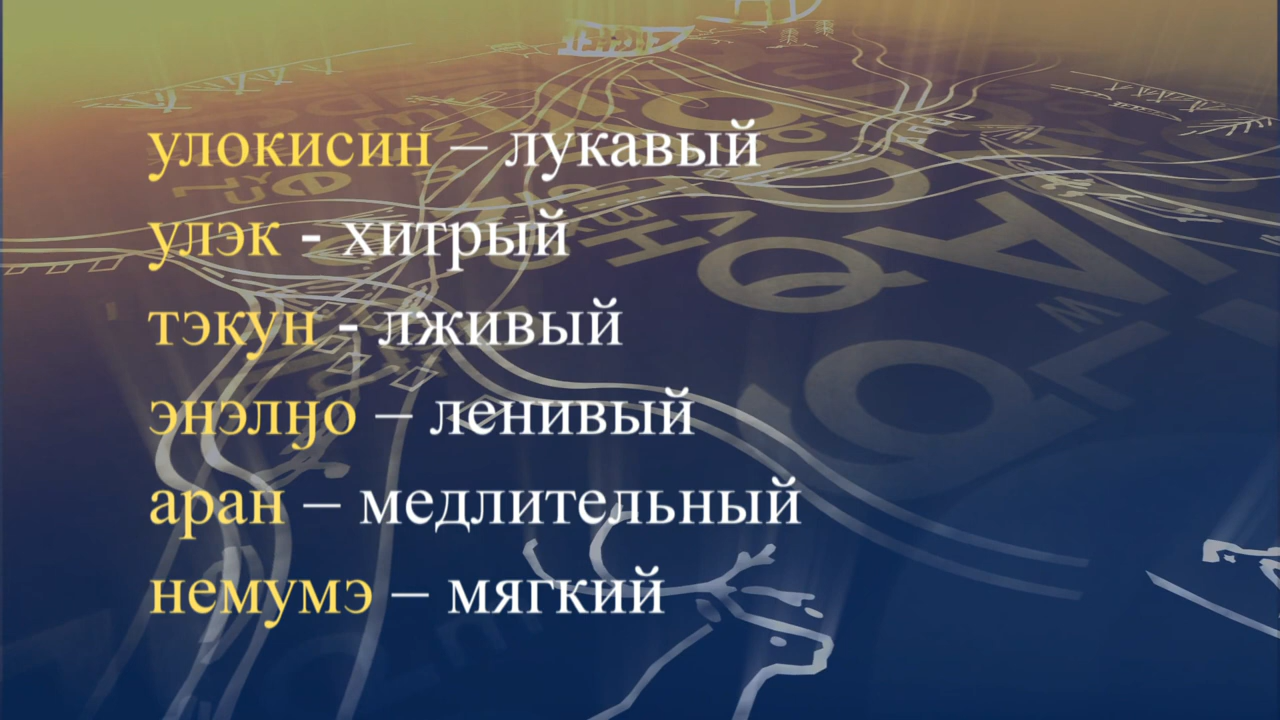 улокисин – лукавый
улэк - хитрый
тэкун - лживый
энэлӈо – ленивый
аран – медлительный
немумэ – мягкий